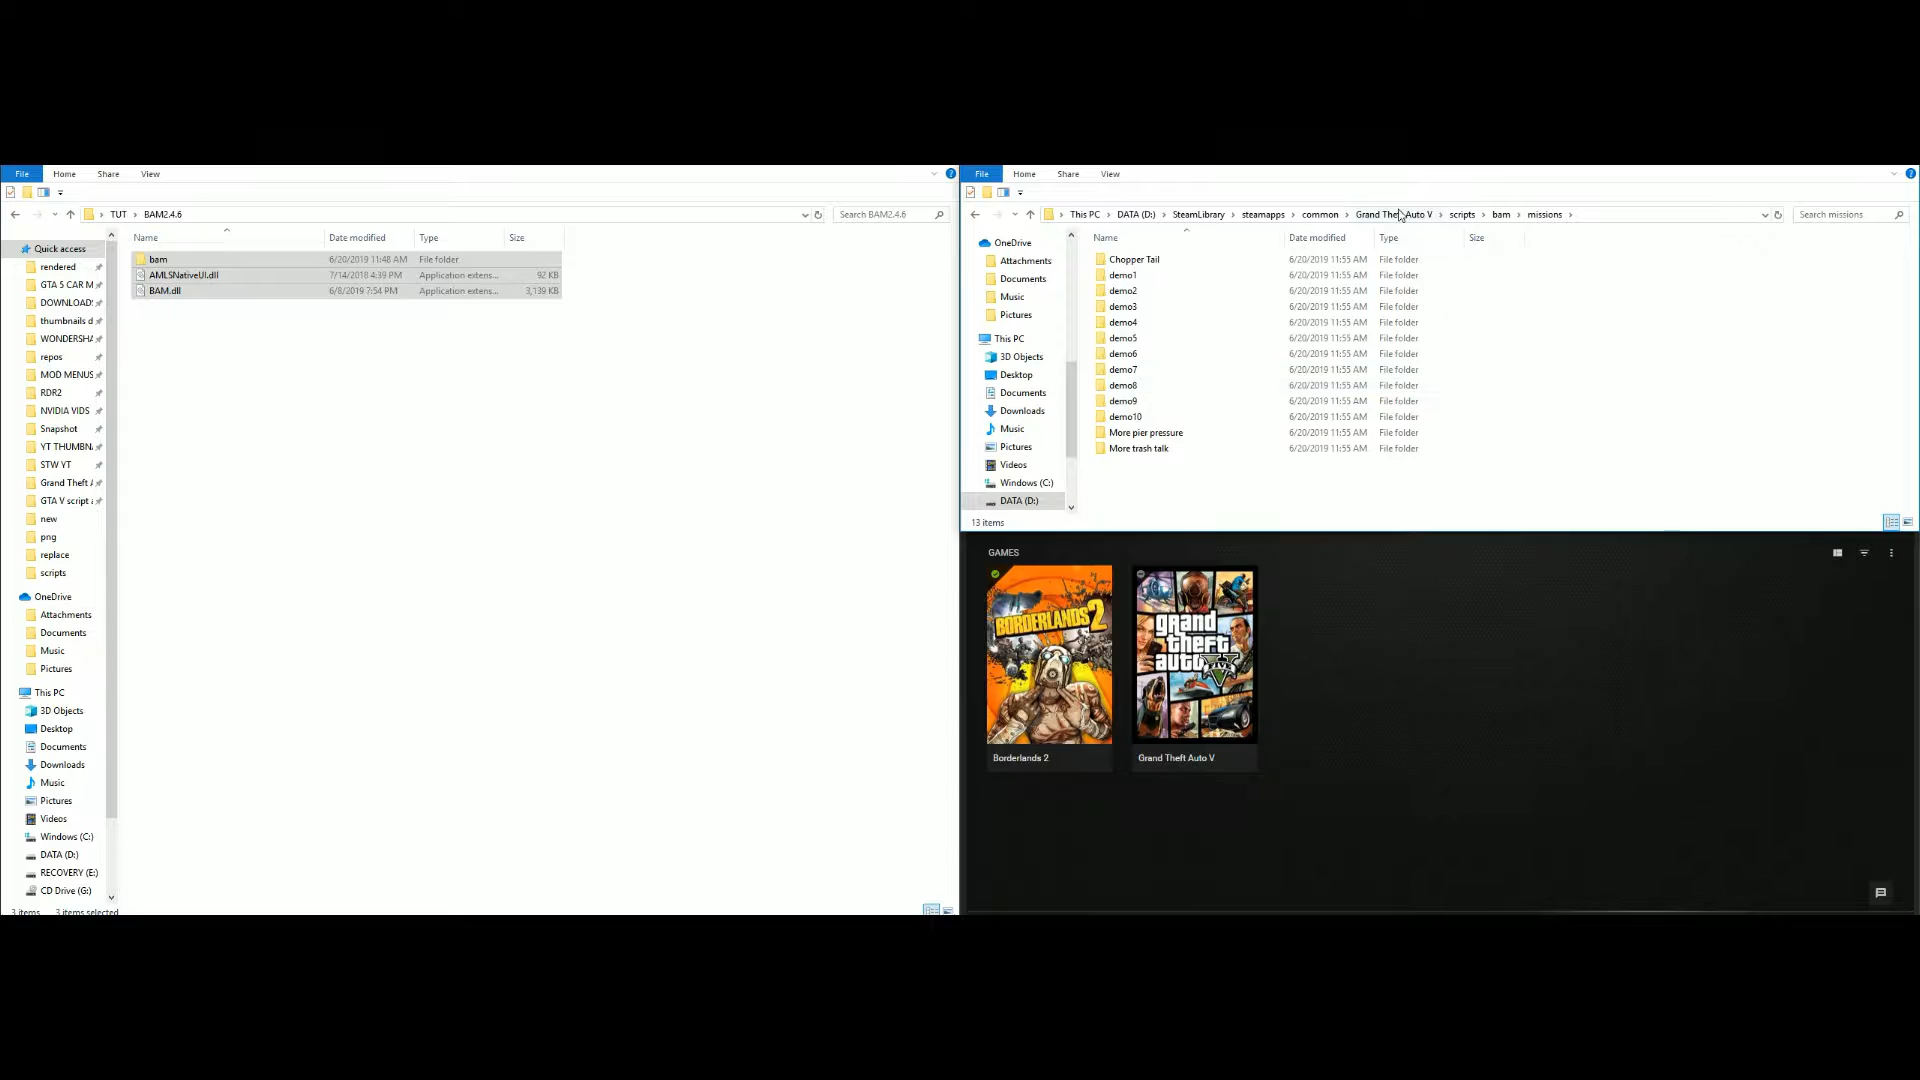 File Home Share View
TUT BAM2.4.6 Search BAM2.4.6
Name Date modified Type Size
Quick access
rendered
GTA 5 CAR M
DOWNLOAD
thumbnails d
WONDERSHA
repos
MOD MENUS
RDR2
NVIDIA VIDS
Snapshot
YT THUMBN
STW YT
Grand Theft
GTA V script
new
png
replace
scripts
OneDrive
Attachments
Documents
Music
Pictures
This PC
3D Objects
Desktop
Documents
Downloads
Music
Pictures
Videos
Windows (C:)
DATA (D:)
RECOVERY (E:)
CD Drive (G:)
bam 6/20/2019 11:48 AM File folder
AMLSNativeUI.dll 7/14/2018 4:39 PM Application extens... 92 KB
BAM.dll 6/8/2019 7:54 PM Application extens... 3,139 KB
3 items 3 items selected
File Home Share View
This PC DATA (D:) SteamLibrary steamapps common Grand Theft Auto V scripts bam missions Search missions
Name Date modified Type Size
OneDrive
Attachments
Documents
Music
Pictures
This PC
3D Objects
Desktop
Documents
Downloads
Music
Pictures
Videos
Windows (C:)
DATA (D:)
Chopper Tail 6/20/2019 11:55 AM File folder
demo1 6/20/2019 11:55 AM File folder
demo2 6/20/2019 11:55 AM File folder
demo3 6/20/2019 11:55 AM File folder
demo4 6/20/2019 11:55 AM File folder
demo5 6/20/2019 11:55 AM File folder
demo6 6/20/2019 11:55 AM File folder
demo7 6/20/2019 11:55 AM File folder
demo8 6/20/2019 11:55 AM File folder
demo9 6/20/2019 11:55 AM File folder
demo10 6/20/2019 11:55 AM File folder
More pier pressure 6/20/2019 11:55 AM File folder
More trash talk 6/20/2019 11:55 AM File folder
13 items
GAMES
BORDERLANDS 2
grand
theft
auto
FIVE
Borderlands 2
Grand Theft Auto V